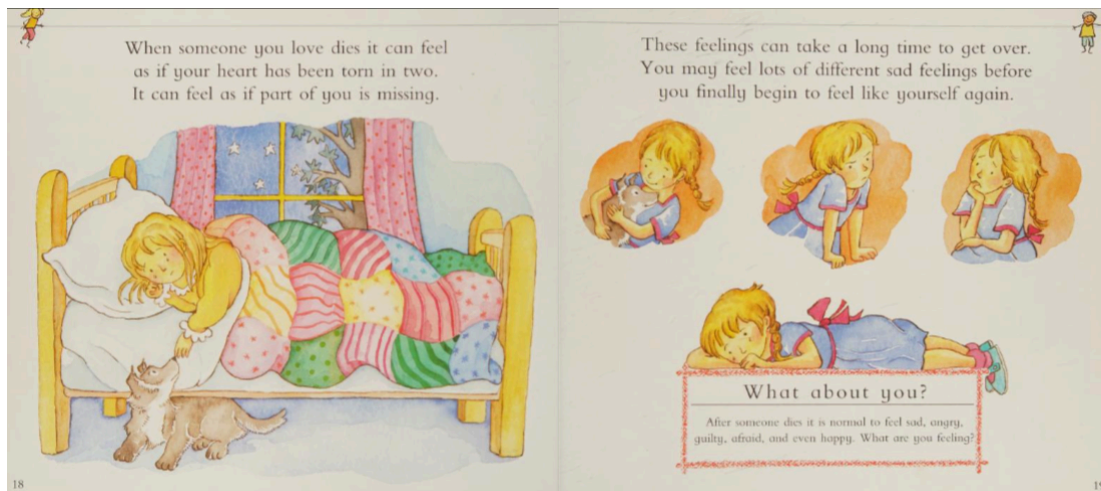 When someone you love dies it can feel
as if your heart has been torn in two.
It can feel as if part of you is missing.
18
These feelings can take a long time to get over.
You may feel lots of different sad feelings before
you finally begin to feel like yourself again.
What about you?
After someone dies it is normal to feel sad, angry,
guilty, afraid, and even happy. What are you feeling?